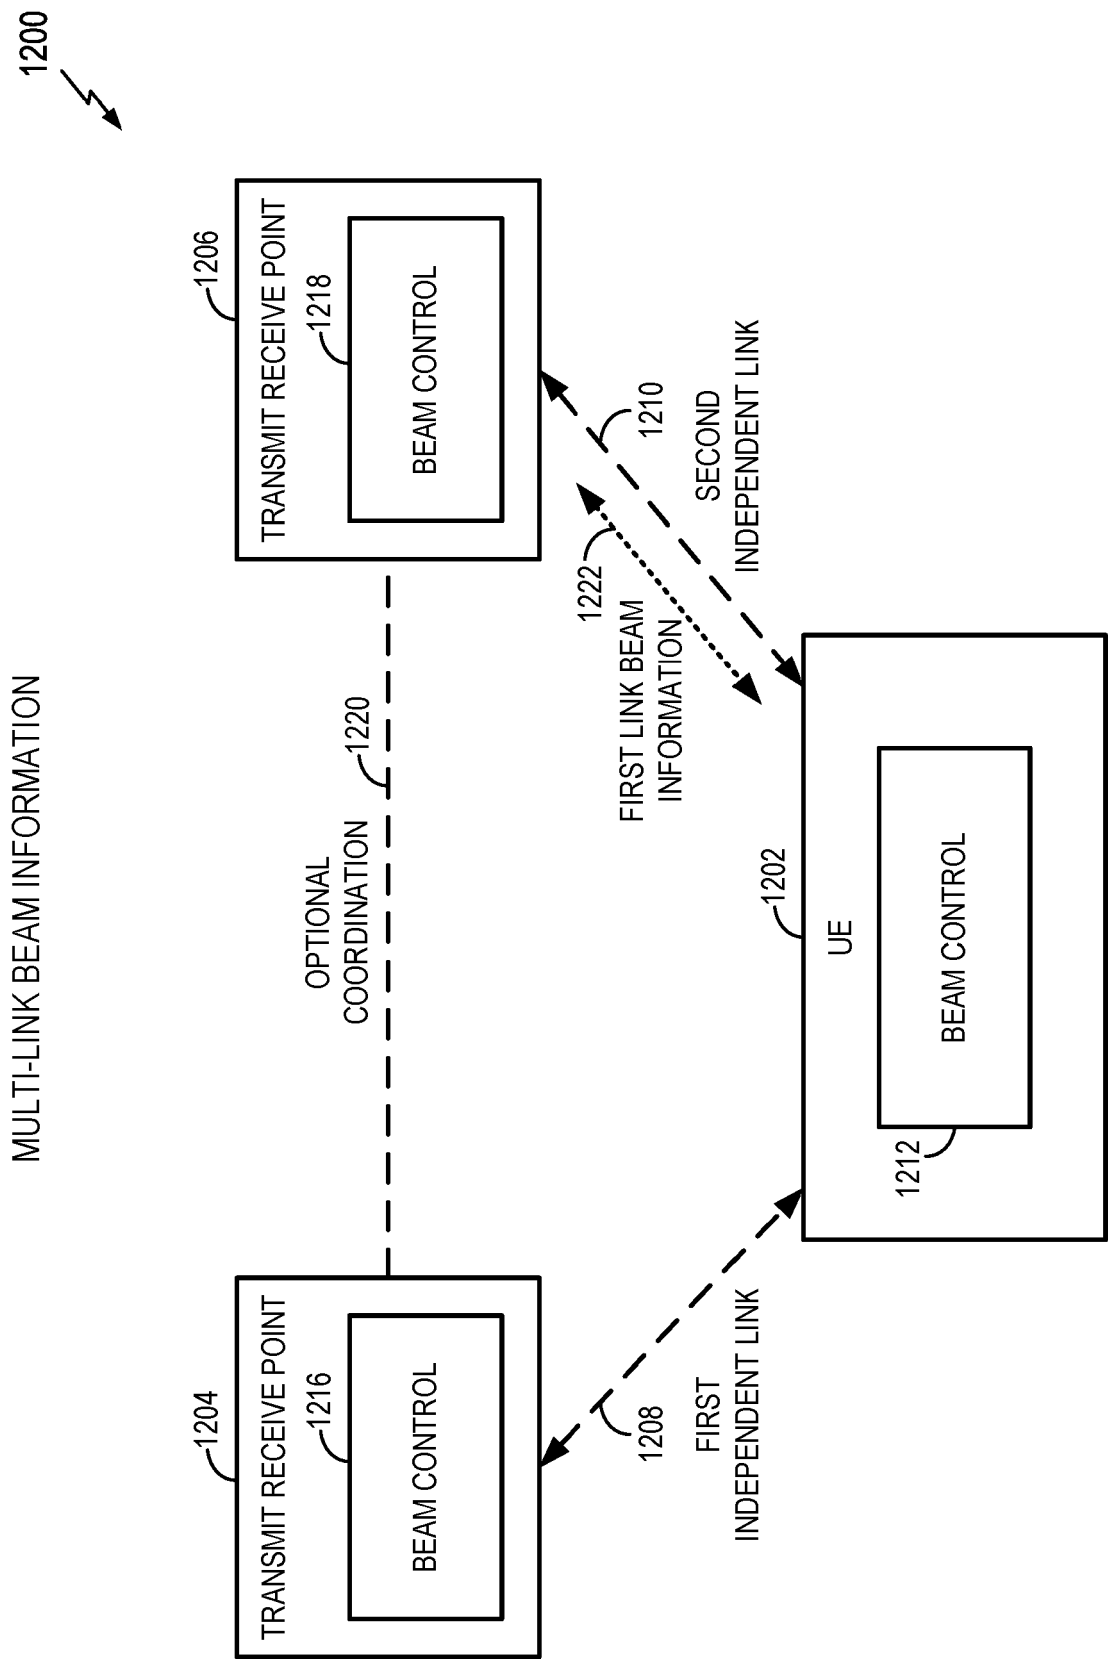 MULTI-LINK BEAM INFORMATION
1200
1204
TRANSMIT RECEIVE POINT
1216
BEAM CONTROL
OPTIONAL
COORDINATION
1220
1206
TRANSMIT RECEIVE POINT
1218
BEAM CONTROL
1208
FIRST
INDEPENDENT LINK
1222
FIRST LINK BEAM
INFORMATION
1210
SECOND
INDEPENDENT LINK
1202
UE
1212
BEAM CONTROL